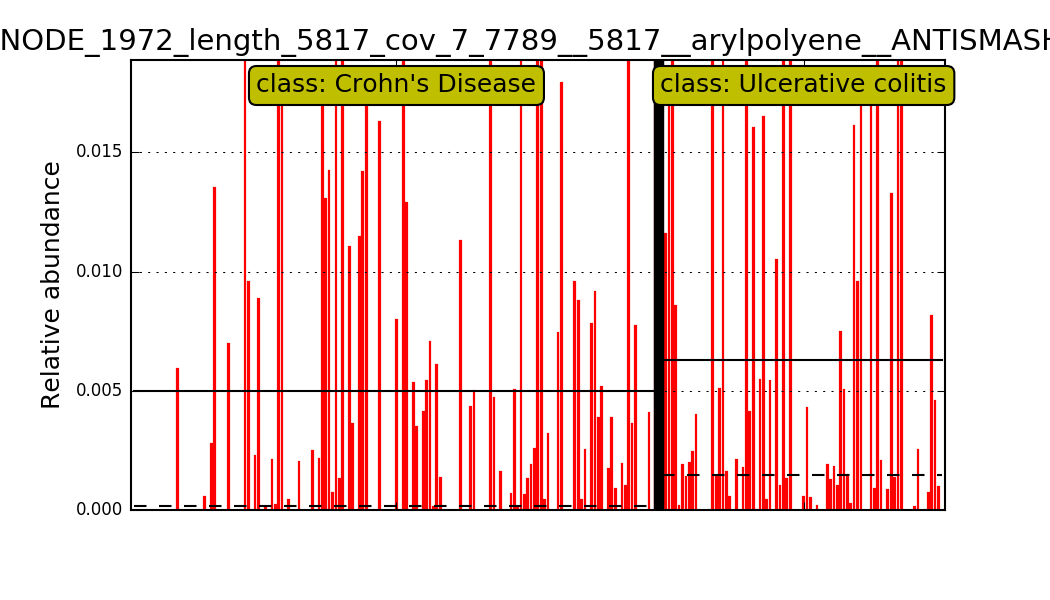 NODE_1972_length_5817_cov_7_7789__5817__arylpolyene__ANTISMASH
class: Crohn's Disease
class: Ulcerative colitis
Relative abundance
0.015
0.010
0.005
0.000